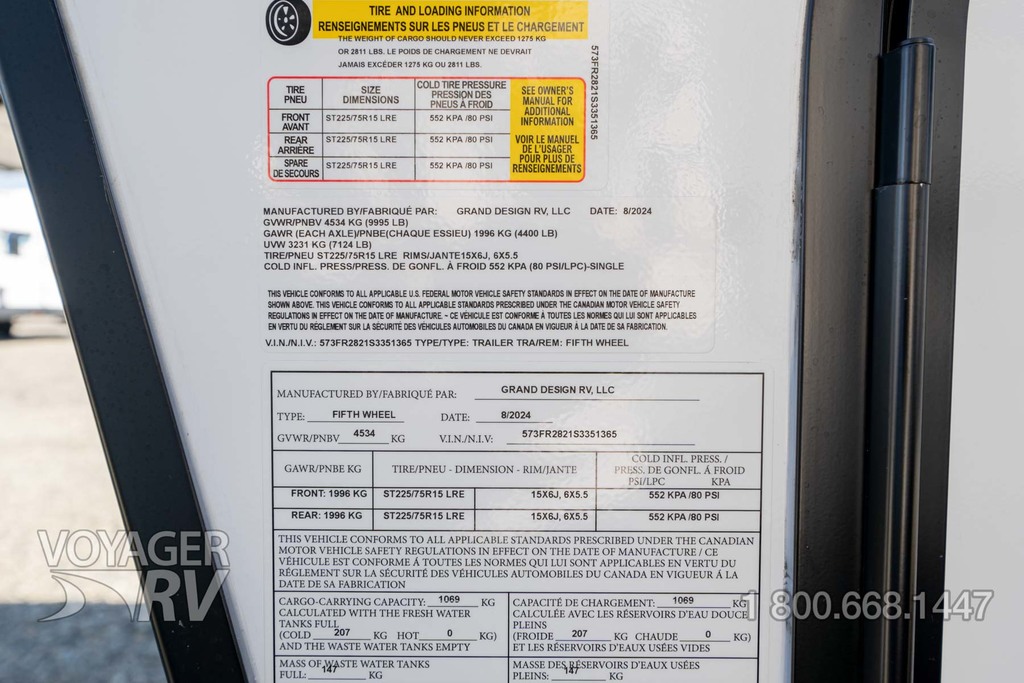 TIRE AND LOADING INFORMATION
RENSEIGNEMENTS SUR LES PNEUS ET LE CHARGEMENT
THE WEIGHT OF CARGO SHOULD NEVER EXCEED 1275 KG
OR 2811 LBS. LE POIDS DE CHARGEMENT NE DEVRAIT
JAMAIS EXCÉDER 1275 KG OU 2811 LBS.
573FR2821S3351365
TIRE
PNEU
SIZE
DIMENSIONS
COLD TIRE PRESSURE
PRESSION DES
PNEUS À FROID
FRONT
AVANT
ST225/75R15 LRE
552 KPA /80 PSI
REAR
ARRIÈRE
ST225/75R15 LRE
552 KPA /80 PSI
SPARE
DE SECOURS
ST225/75R15 LRE
552 KPA /80 PSI
SEE OWNER'S
MANUAL FOR
ADDITIONAL
INFORMATION
VOIR LE MANUEL
DE L'USAGER
POUR PLUS DE
RENSEIGNEMENTS
MANUFACTURED BY/FABRIQUÉ PAR: GRAND DESIGN RV, LLC DATE: 8/2024
GVWR/PNBV 4534 KG (9995 LB)
GAWR (EACH AXLE)/PNBE(CHAQUE ESSIEU) 1996 KG (4400 LB)
UVW 3231 KG (7124 LB)
TIRE/PNEU ST225/75R15 LRE RIMS/JANTE15X6J, 6X5.5
COLD INFL. PRESS/PRESS. DE GONFL. À FROID 552 KPA (80 PSI/LPC)-SINGLE
THIS VEHICLE CONFORMS TO ALL APPLICABLE U.S. FEDERAL MOTOR VEHICLE SAFETY STANDARDS IN EFFECT ON THE DATE OF MANUFACTURE
SHOWN ABOVE. THIS VEHICLE CONFORMS TO ALL APPLICABLE STANDARDS PRESCRIBED UNDER THE CANADIAN MOTOR VEHICLE SAFETY
REGULATIONS IN EFFECT ON THE DATE OF MANUFACTURE. ~ CE VÉHICULE EST CONFORME À TOUTES LES NORMES QUI LUI SONT APPLICABLES
EN VERTU DU RÉGLEMENT SUR LA SÉCURITÉ DES VÉHICULES AUTOMOBILES DU CANADA EN VIGUEUR À LA DATE DE SA FABRICATION.
V.I.N./N.I.V.: 573FR2821S3351365 TYPE/TYPE: TRAILER TRA/REM: FIFTH WHEEL
MANUFACTURED BY/FABRIQUÉ PAR: GRAND DESIGN RV, LLC
TYPE: FIFTH WHEEL DATE: 8/2024
GVWR/PNBV 4534 KG V.I.N./N.I.V: 573FR2821S3351365
GAWR/PNBE KG
TIRE/PNEU - DIMENSION - RIM/JANTE
COLD INFL. PRESS. /
PRESS. DE GONFL. À FROID
PSI/LPC KPA
FRONT: 1996 KG ST225/75R15 LRE 15X6J, 6X5.5 552 KPA /80 PSI
REAR: 1996 KG ST225/75R15 LRE 15X6J, 6X5.5 552 KPA /80 PSI
THIS VEHICLE CONFORMS TO ALL APPLICABLE STANDARDS PRESCRIBED UNDER THE CANADIAN
MOTOR VEHICLE SAFETY REGULATIONS IN EFFECT ON THE DATE OF MANUFACTURE / CE
VÉHICULE EST CONFORME À TOUTES LES NORMES QUI LUI SONT APPLICABLES EN VERTU DU
RÉGLEMENT SUR LA SÉCURITÉ DES VÉHICULES AUTOMOBILES DU CANADA EN VIGUEUR À LA
DATE DE SA FABRICATION
CARGO-CARRYING CAPACITY: 1069 KG
CALCULATED WITH THE FRESH WATER
TANKS FULL
(COLD 207 KG HOT 0 KG)
AND THE WASTE WATER TANKS EMPTY
CAPACITÉ DE CHARGEMENT: 1069 KG
CALCULÉE AVEC LES RÉSERVOIRS D'EAU DOUCE
PLEINS
(FROIDE 207 KG CHAUDE 0 KG)
ET LES RÉSERVOIRS D'EAUX USÉES VIDES
MASS OF WASTE WATER TANKS
FULL: 147 KG
MASSE DES RÉSERVOIRS D'EAUX USÉES
PLEINS: 147 KG
VOYAGER
RV
1 800.668.1447